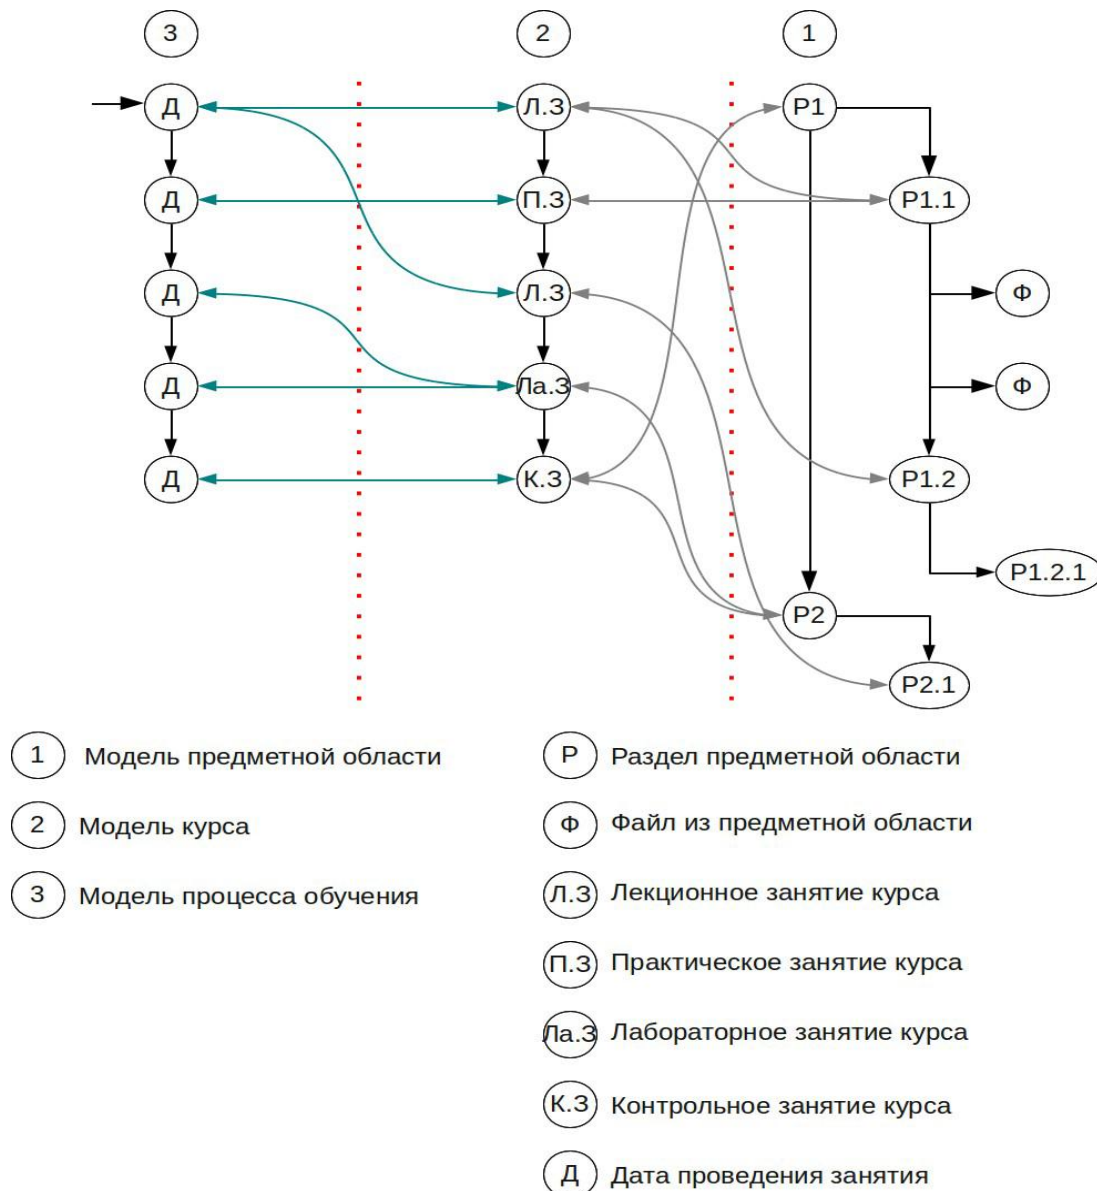 3 2 1
Д Л.З Р1
Д П.З Р1.1
Д Л.З Ф
Д Ла.З Ф
Д К.З Р1.2
Р1.2.1
Р2
Р2.1
1 Модель предметной области
2 Модель курса
3 Модель процесса обучения
Р Раздел предметной области
Ф Файл из предметной области
Л.З Лекционное занятие курса
П.З Практическое занятие курса
Ла.З Лабораторное занятие курса
К.З Контрольное занятие курса
Д Дата проведения занятия